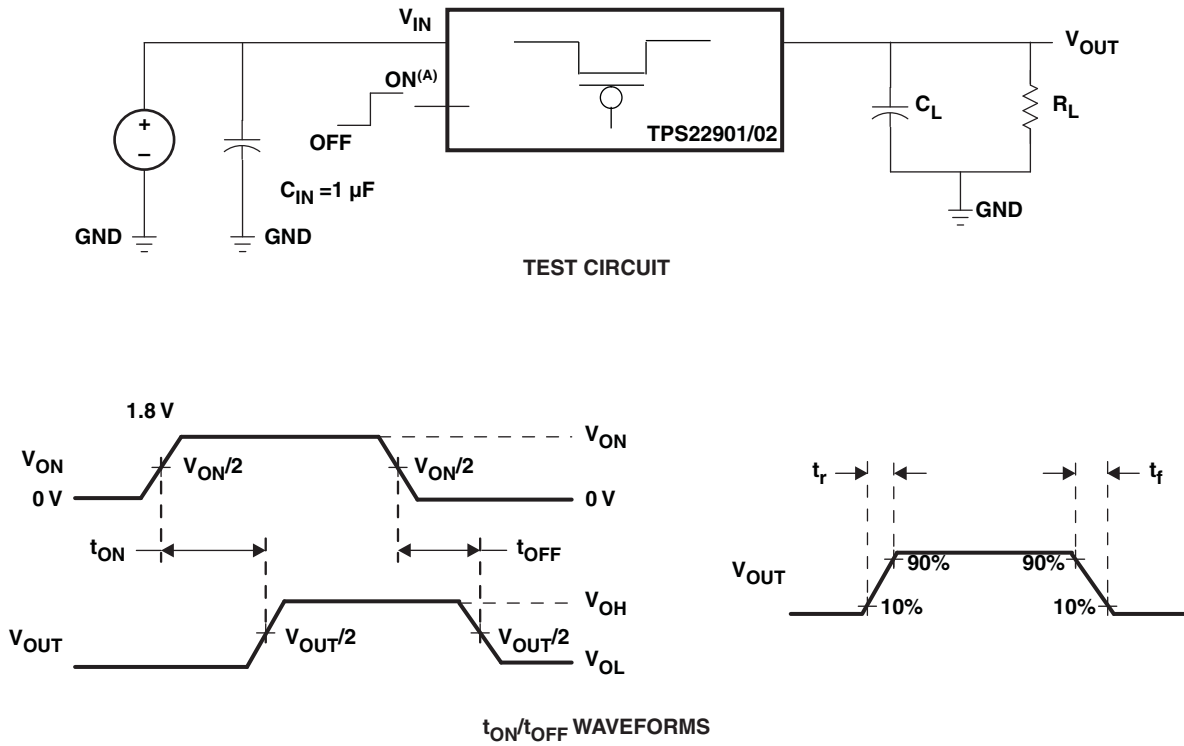 V_IN
V_OUT
ON(A)
OFF
+
−
C_IN =1 µF
TPS22901/02
C_L
R_L
GND
GND
GND
TEST CIRCUIT
1.8 V
V_ON
V_ON
V_ON/2
V_ON/2
0 V
0 V
t_ON
t_OFF
V_OUT
V_OUT/2
V_OUT/2
V_OH
V_OL
t_r
t_f
V_OUT
90%
90%
10%
10%
t_ON/t_OFF WAVEFORMS